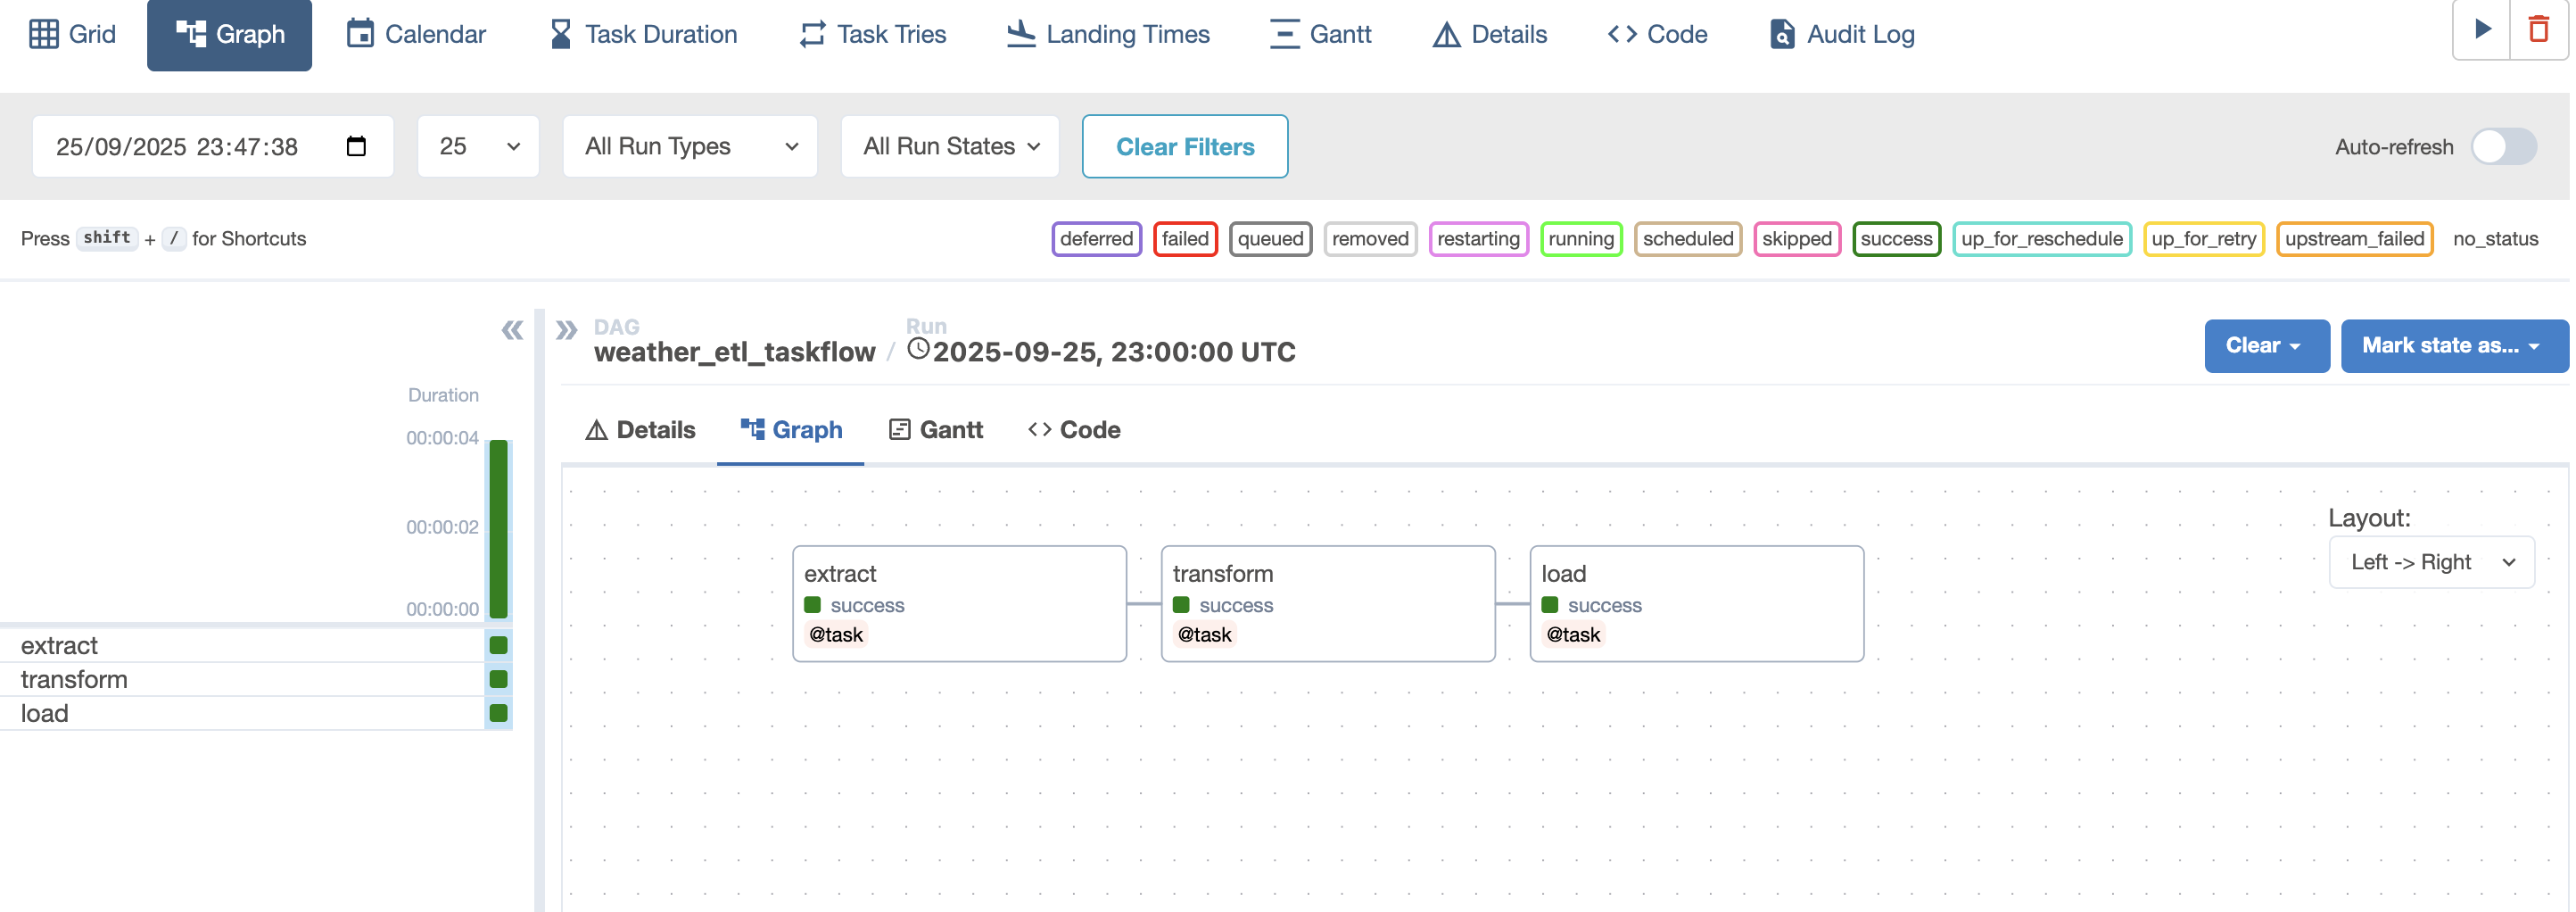 Grid Graph Calendar Task Duration Task Tries Landing Times Gantt Details Code Audit Log
25/09/2025 23:47:38 25 All Run Types All Run States Clear Filters Auto-refresh
Press shift + / for Shortcuts deferred failed queued removed restarting running scheduled skipped success up_for_reschedule up_for_retry upstream_failed no_status
DAG Run
weather_etl_taskflow / 2025-09-25, 23:00:00 UTC Clear Mark state as...
Duration
00:00:04
00:00:02
00:00:00
extract
transform
load
Details Graph Gantt Code
Layout:
Left -> Right
extract
success
@task
transform
success
@task
load
success
@task